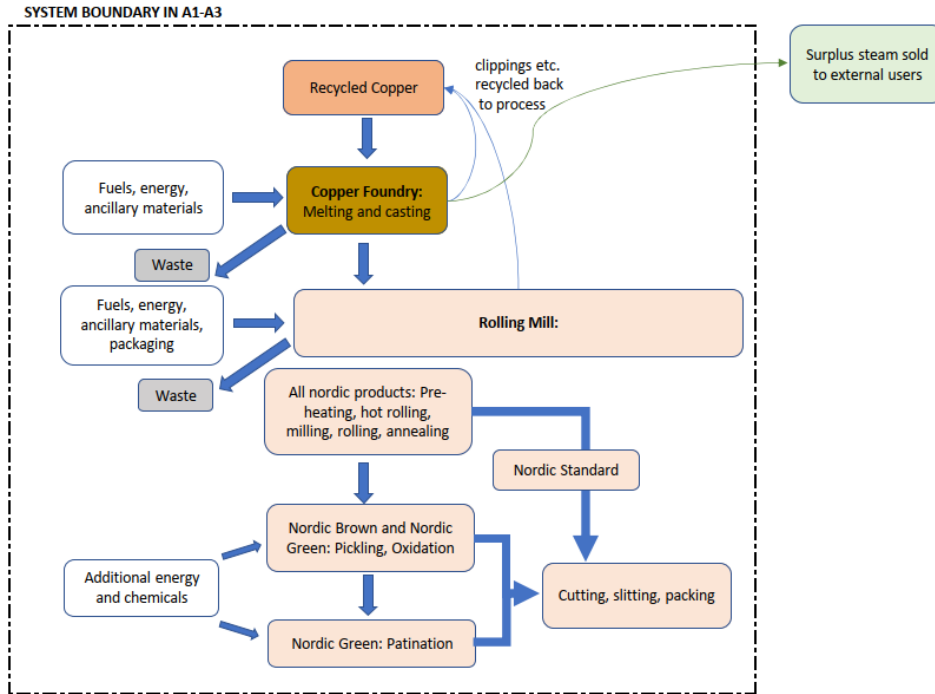 SYSTEM BOUNDARY IN A1-A3
Surplus steam sold
to external users
clippings etc.
recycled back
to process
Recycled Copper
Fuels, energy,
ancillary materials
Copper Foundry:
Melting and casting
Waste
Fuels, energy,
ancillary materials,
packaging
Rolling Mill:
Waste
All nordic products: Pre-
heating, hot rolling,
milling, rolling, annealing
Nordic Standard
Nordic Brown and Nordic
Green: Pickling, Oxidation
Additional energy
and chemicals
Cutting, slitting, packing
Nordic Green: Patination